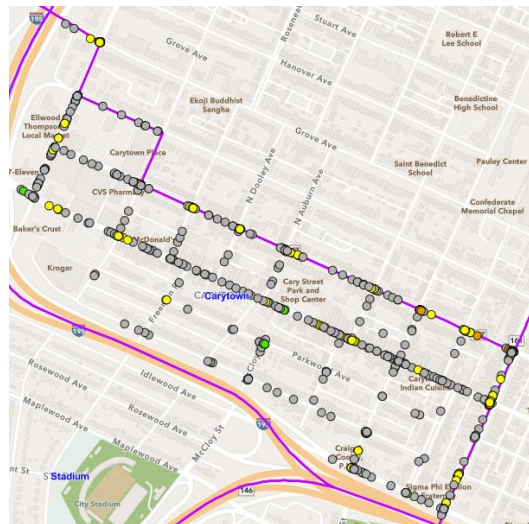 195
Grove Ave
Roseneath
Stuart Ave
Robert E
Lee School
Hanover Ave
Ekoji Buddhist
Sangha
Benedictine
High School
Ellwood
Thompson
Local Market
Carytown Place
Grove Ave
N Dooley Ave
Saint Benedict
School
Pauley Center
7-Eleven
CVS Pharmacy
N Auburn Ave
Confederate
Memorial Chapel
Baker's Crust
McDonald's
Kroger
Cary Street
Park and
Shop Center
Carytown
161
195
Rosewood Ave
Parkwood Ave
Idlewood Ave
Indian Cuisine
Maplewood Ave
Rosewood Ave
McCloy St
195
Maplewood Ave
Stadium
City Stadium
146
Sigma Phi Epsilon